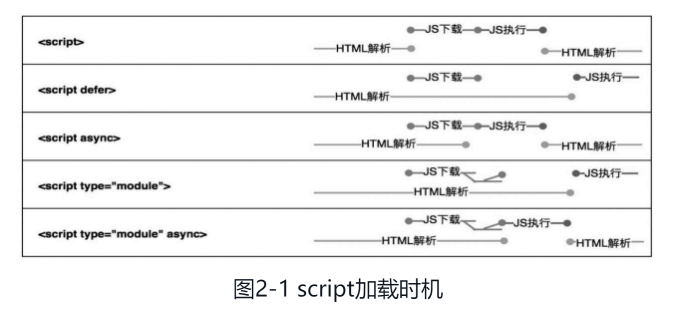 <script>
JS下载 JS执行
HTML解析 HTML解析
<script defer>
JS下载 JS执行
HTML解析
<script async>
JS下载 JS执行
HTML解析 HTML解析
<script type="module">
JS下载 JS执行
HTML解析
<script type="module" async>
JS下载 JS执行
HTML解析 HTML解析
图2-1 script加载时机